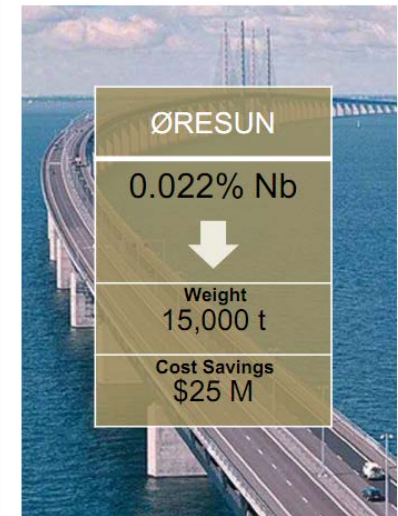 ØRESUN
0.022% Nb
Weight
15,000 t
Cost Savings
$25 M